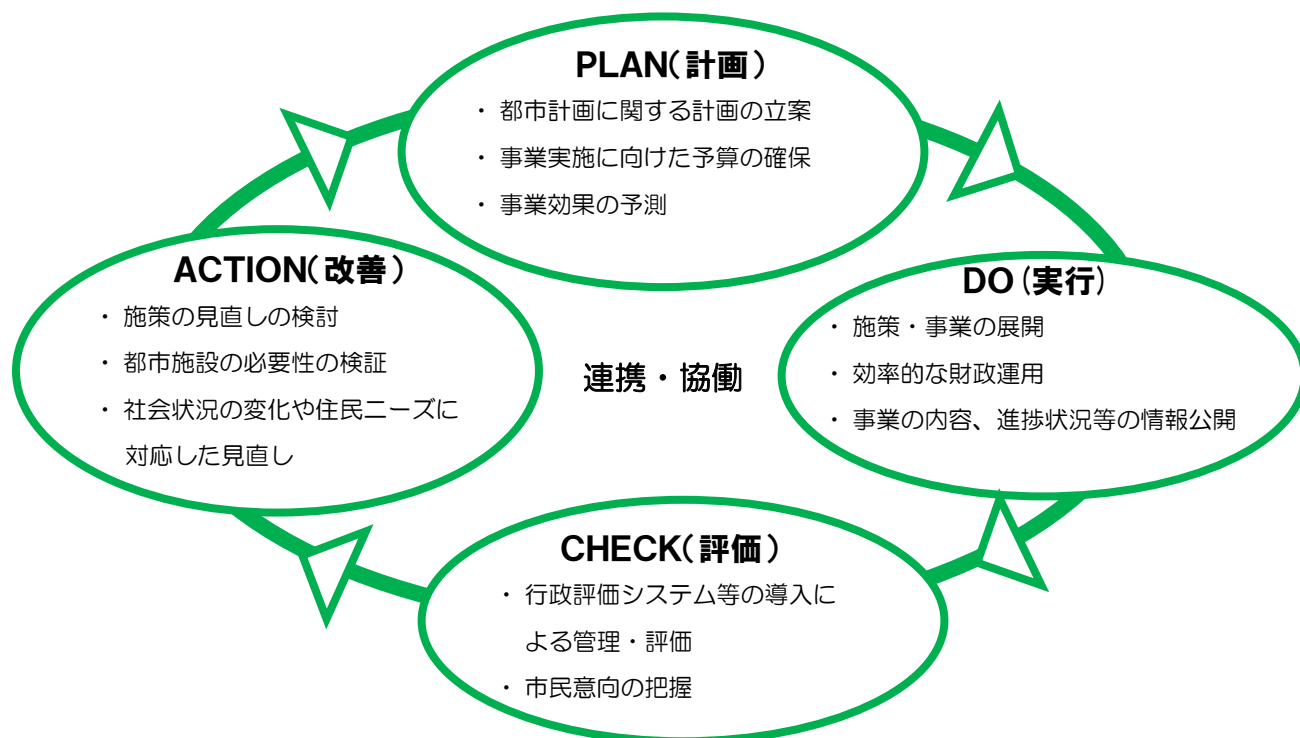 PLAN(計画)
・ 都市計画に関する計画の立案
・ 事業実施に向けた予算の確保
・ 事業効果の予測
DO (実行)
・ 施策・事業の展開
・ 効率的な財政運用
・ 事業の内容、進捗状況等の情報公開
CHECK(評価)
・ 行政評価システム等の導入に
よる管理・評価
・ 市民意向の把握
ACTION(改善)
・ 施策の見直しの検討
・ 都市施設の必要性の検証
・ 社会状況の変化や住民ニーズに
対応した見直し
連携・協働